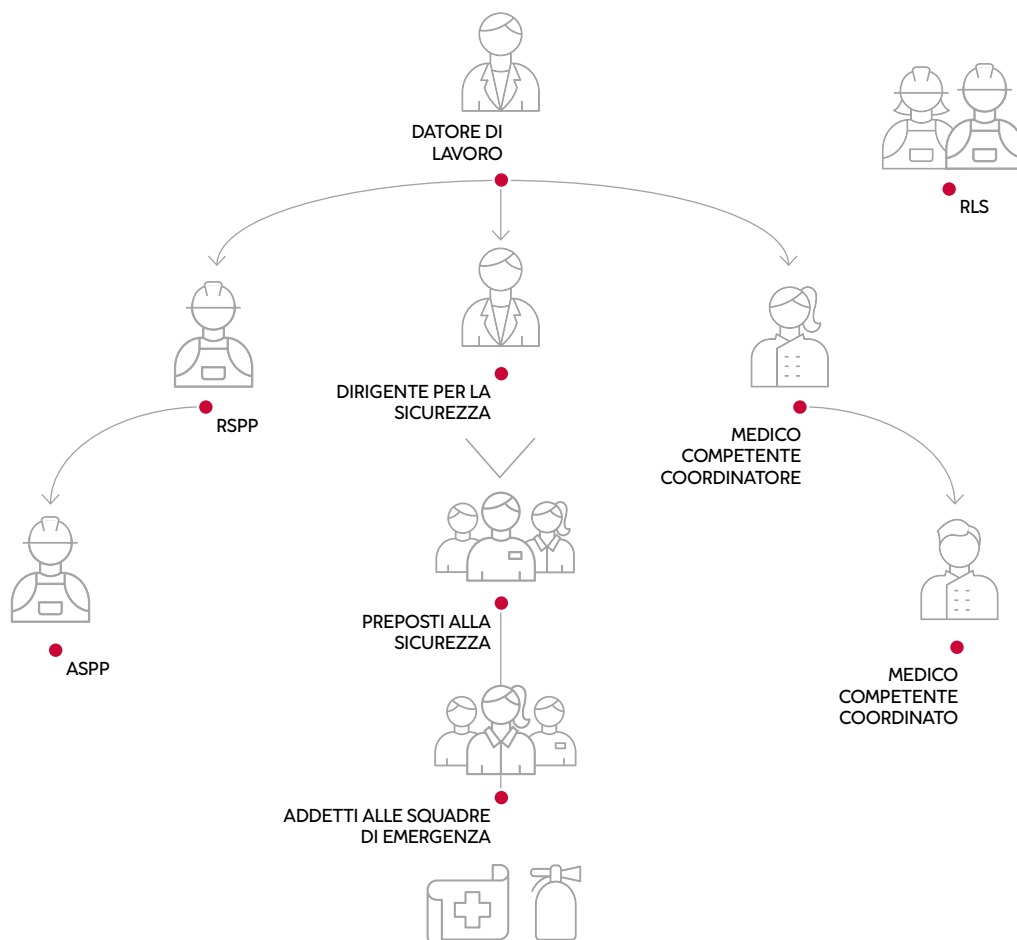 DATORE DI
LAVORO
RLS
RSPP
DIRIGENTE PER LA
SICUREZZA
MEDICO
COMPETENTE
COORDINATORE
ASPP
PREPOSTI ALLA
SICUREZZA
MEDICO
COMPETENTE
COORDINATO
ADDETTI ALLE SQUADRE
DI EMERGENZA